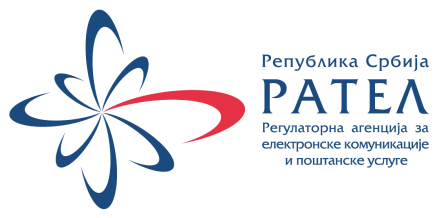 Република Србија
РАТЕЛ
Регулаторна агенција за
електронске комуникације
и поштанске услуге